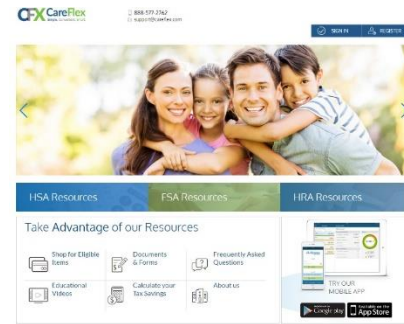 CFX CareFlex
888-577-2762
support@careflex.com
SIGN IN
REGISTER
HSA Resources
FSA Resources
HRA Resources
Take Advantage of our Resources
Shop for Eligible
Items
Documents
& Forms
Frequently Asked
Questions
Educational
Videos
Calculate your
Tax Savings
About us
TRY OUR
MOBILE APP
Google play
App Store